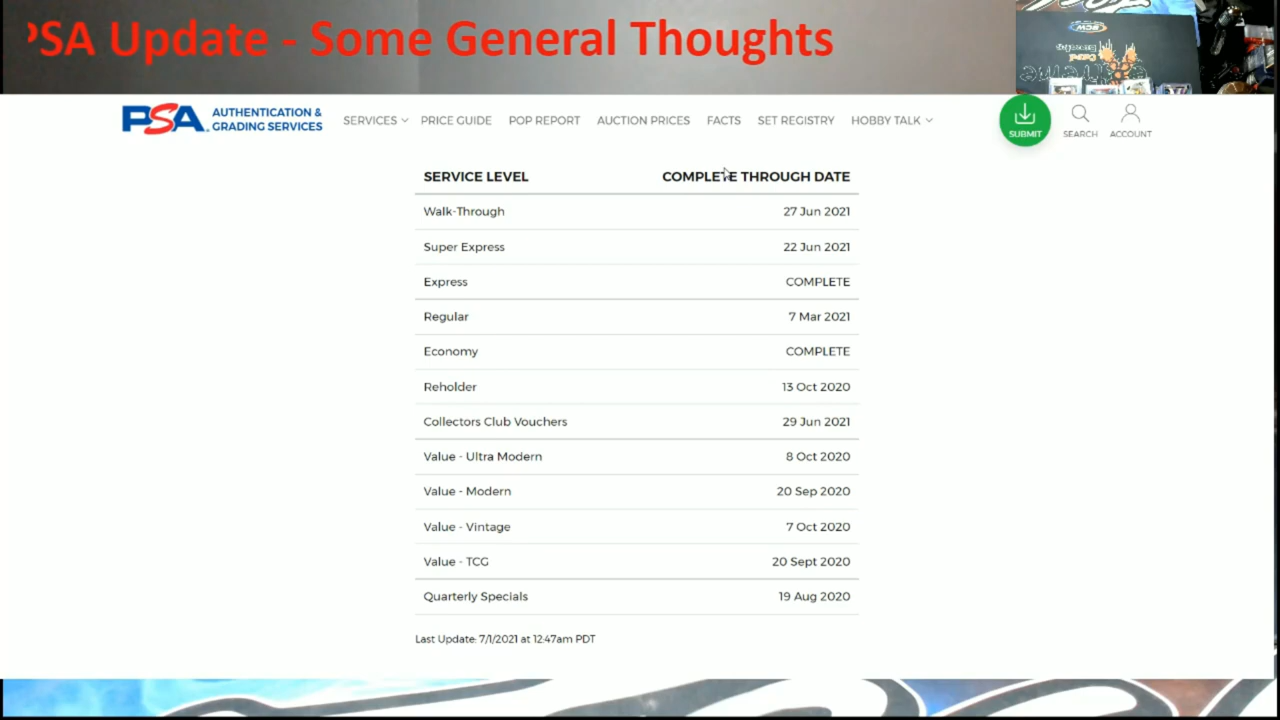 PSA Update - Some General Thoughts
PSA AUTHENTICATION & GRADING SERVICES
SERVICES PRICE GUIDE POP REPORT AUCTION PRICES FACTS SET REGISTRY HOBBY TALK SUBMIT SEARCH ACCOUNT
SERVICE LEVEL COMPLETE THROUGH DATE
Walk-Through 27 Jun 2021
Super Express 22 Jun 2021
Express COMPLETE
Regular 7 Mar 2021
Economy COMPLETE
Reholder 13 Oct 2020
Collectors Club Vouchers 29 Jun 2021
Value - Ultra Modern 8 Oct 2020
Value - Modern 20 Sep 2020
Value - Vintage 7 Oct 2020
Value - TCG 20 Sept 2020
Quarterly Specials 19 Aug 2020
Last Update: 7/1/2021 at 12:47am PDT